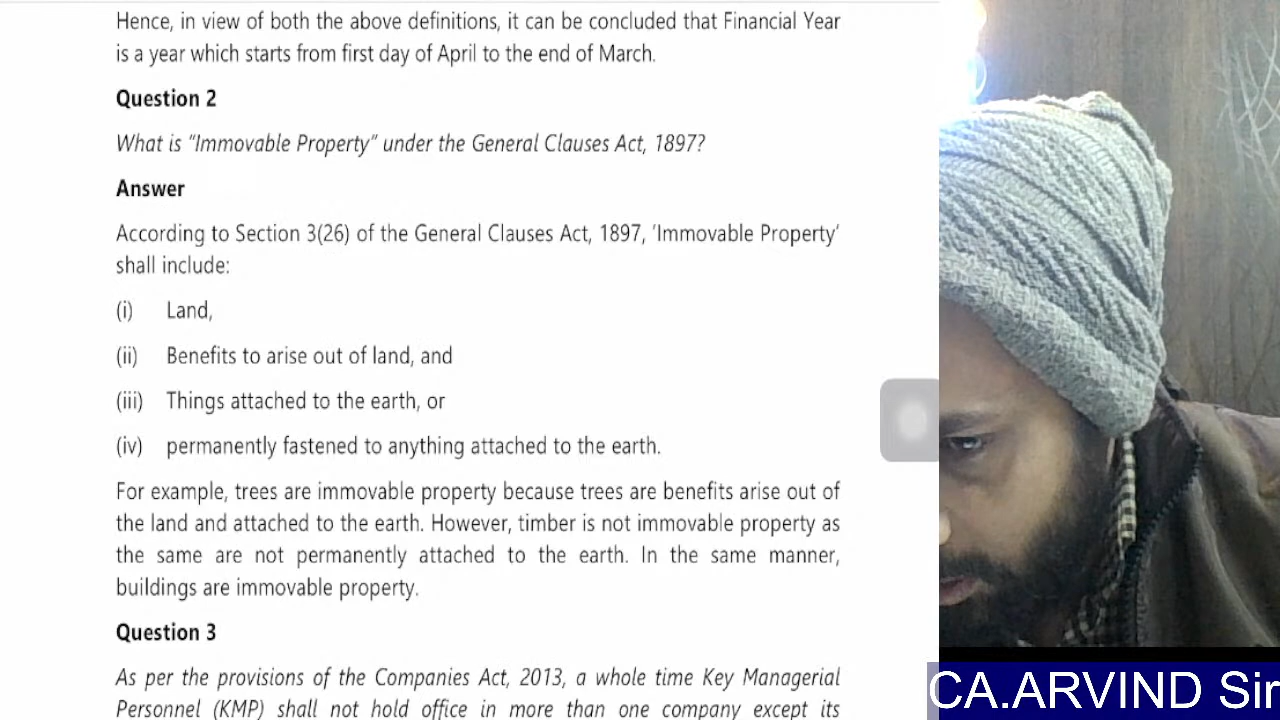 Hence, in view of both the above definitions, it can be concluded that Financial Year
is a year which starts from first day of April to the end of March.
Question 2
What is "Immovable Property" under the General Clauses Act, 1897?
Answer
According to Section 3(26) of the General Clauses Act, 1897, 'Immovable Property'
shall include:
(i) Land,
(ii) Benefits to arise out of land, and
(iii) Things attached to the earth, or
(iv) permanently fastened to anything attached to the earth.
For example, trees are immovable property because trees are benefits arise out of
the land and attached to the earth. However, timber is not immovable property as
the same are not permanently attached to the earth. In the same manner,
buildings are immovable property.
Question 3
As per the provisions of the Companies Act, 2013, a whole time Key Managerial
Personnel (KMP) shall not hold office in more than one company except its
CA.ARVIND Sir